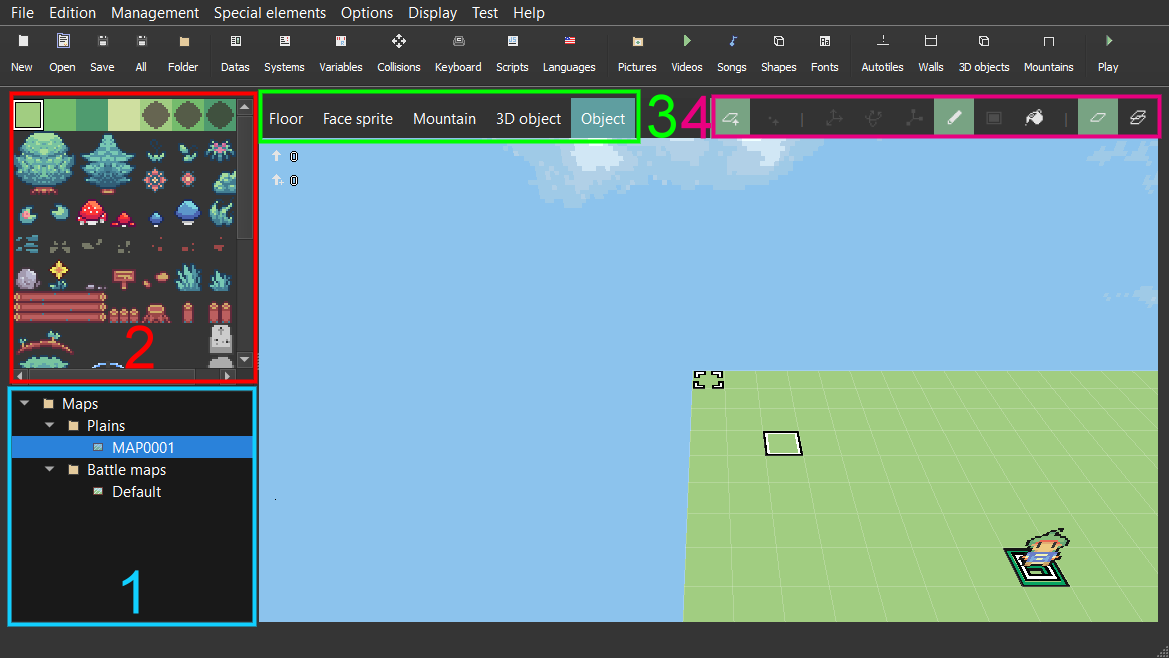 File Edition Management Special elements Options Display Test Help
New Open Save All Folder Datas Systems Variables Collisions Keyboard Scripts Languages Pictures Videos Songs Shapes Fonts Autotiles Walls 3D objects Mountains Play
Floor Face sprite Mountain 3D object Object 3 4
0
0
2
Maps
Plains
MAP0001
Battle maps
Default
1